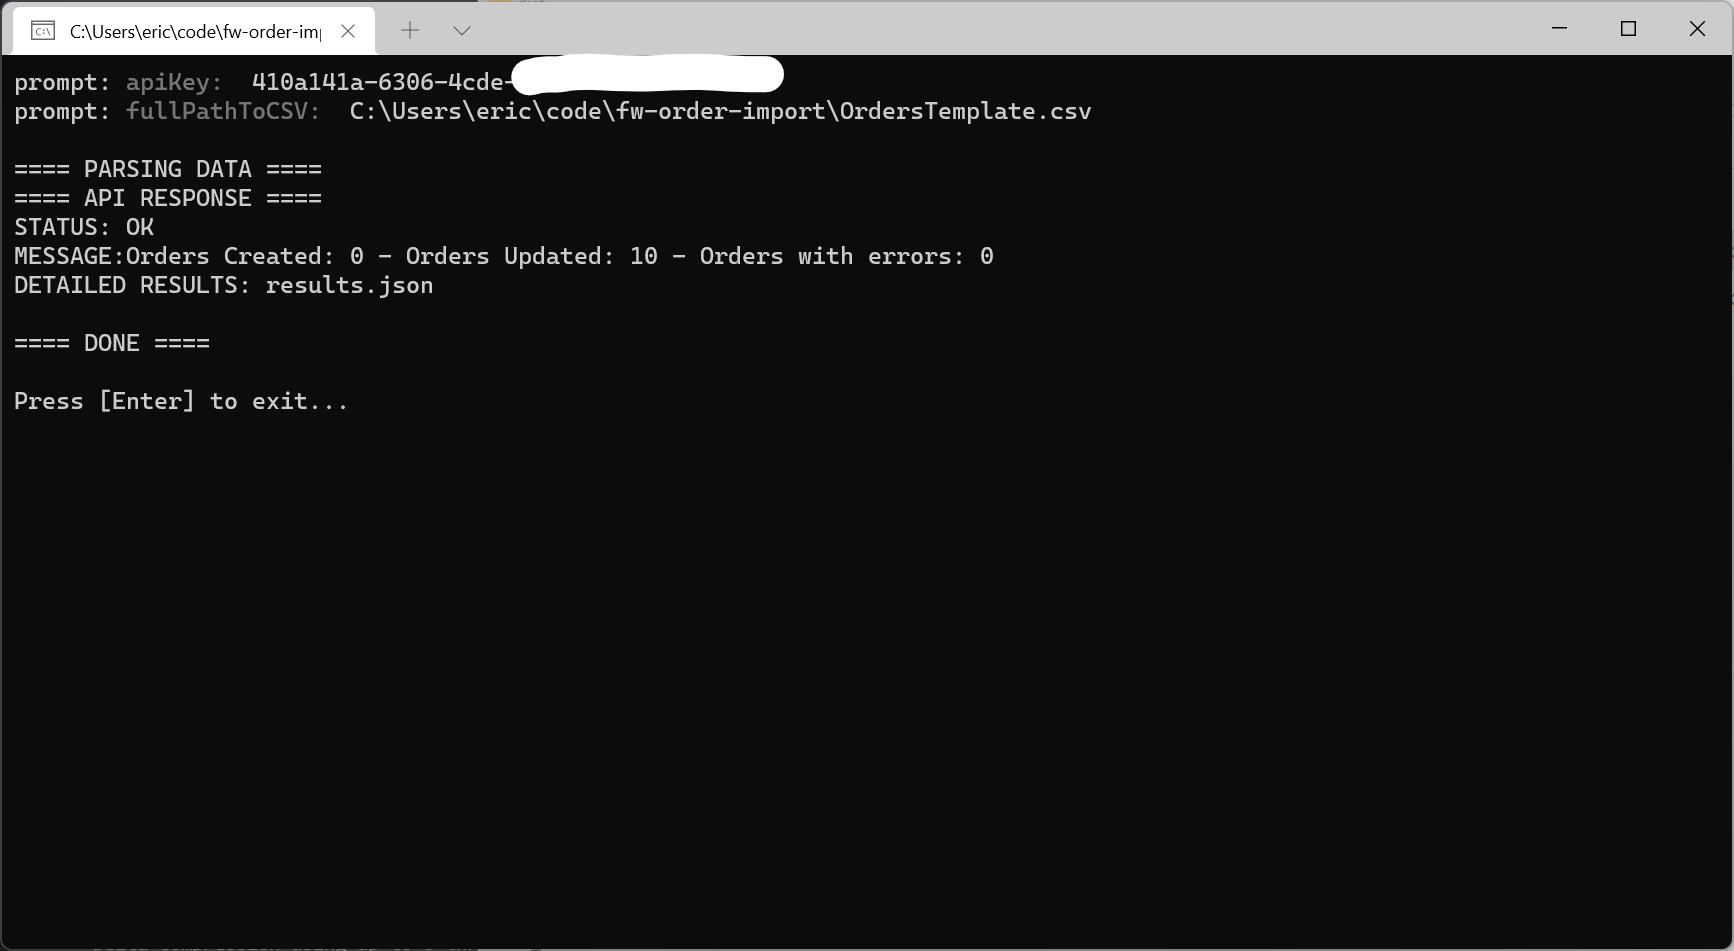 C:\Users\eric\code\fw-order-im
prompt: apiKey:  410a141a-6306-4cde-
prompt: fullPathToCSV:  C:\Users\eric\code\fw-order-import\OrdersTemplate.csv
==== PARSING DATA ====
==== API RESPONSE ====
STATUS: OK
MESSAGE:Orders Created: 0 - Orders Updated: 10 - Orders with errors: 0
DETAILED RESULTS: results.json
==== DONE ====
Press [Enter] to exit...